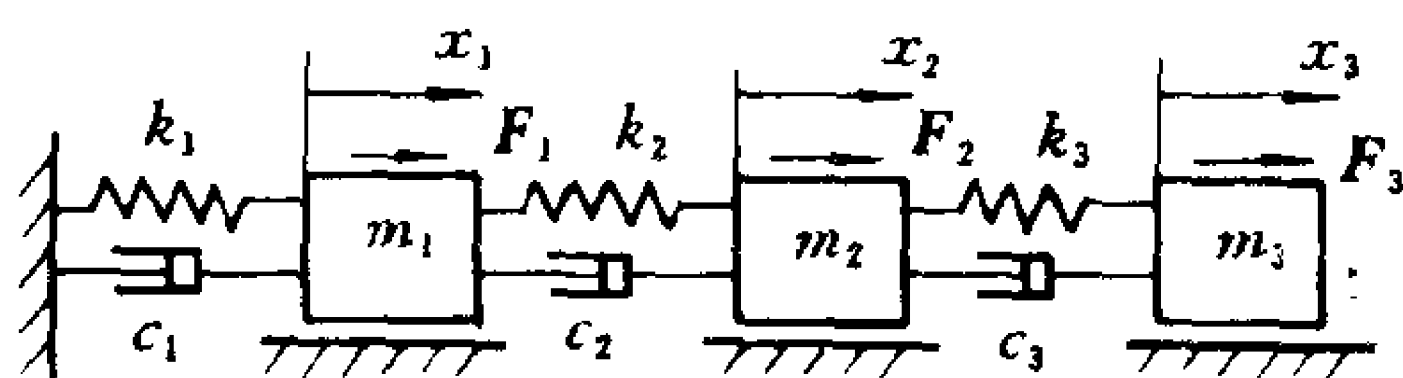 x₁ x₂ x₃
k₁ F₁ k₂ F₂ k₃ F₃
m₁ m₂ m₃
c₁ c₂ c₃